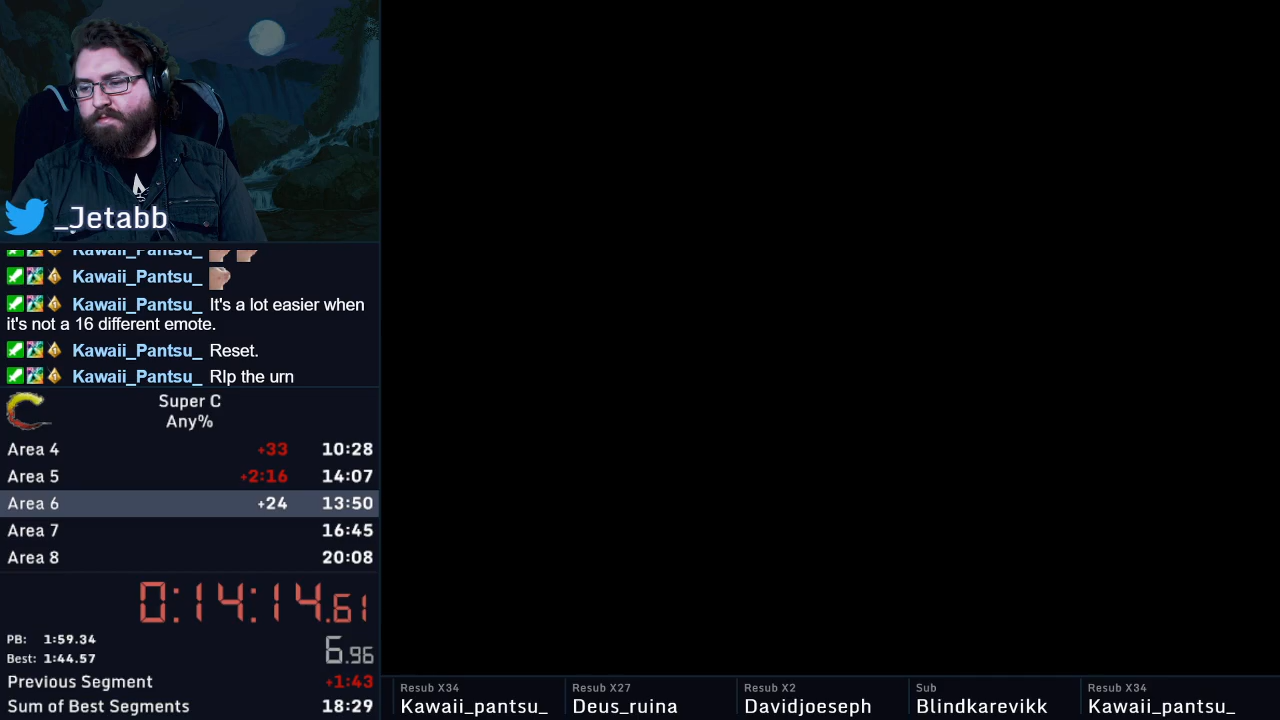 _Jetabb
Kawaii_Pantsu_
Kawaii_Pantsu_
Kawaii_Pantsu_ It's a lot easier when
it's not a 16 different emote.
Kawaii_Pantsu_ Reset.
Kawaii_Pantsu_ RIp the urn
Super C
Any%
Area 4 +33 10:28
Area 5 +2:16 14:07
Area 6 +24 13:50
Area 7 16:45
Area 8 20:08
0:14:14.61
PB: 1:59.34
Best: 1:44.57
6.96
Previous Segment +1:43
Sum of Best Segments 18:29
Resub X34
Kawaii_pantsu_
Resub X27
Deus_ruina
Resub X2
Davidjoeseph
Sub
Blindkarevikk
Resub X34
Kawaii_pantsu_